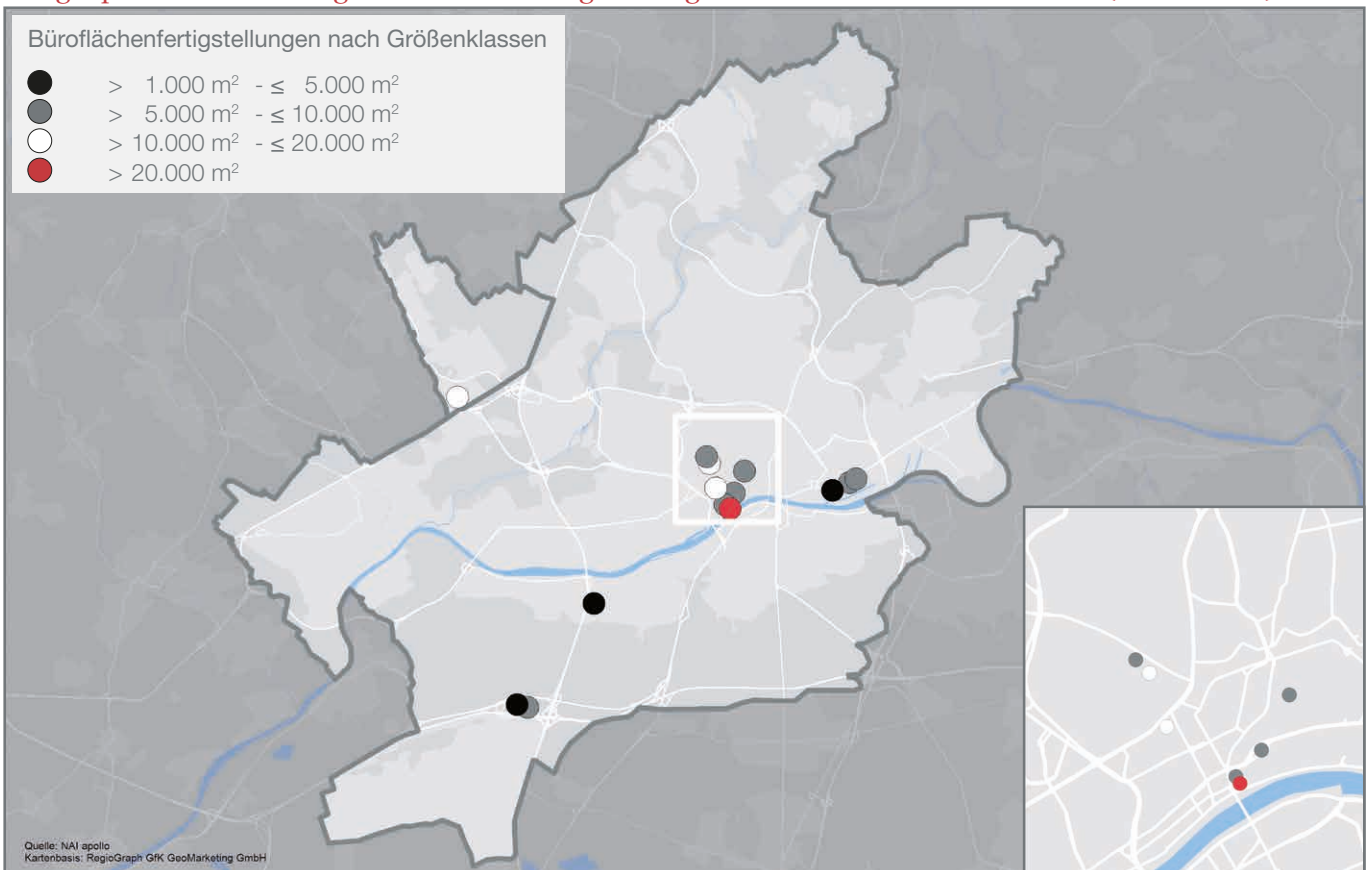 Büroflächenfertigstellungen nach Größenklassen
> 1.000 m² - ≤ 5.000 m²
> 5.000 m² - ≤ 10.000 m²
> 10.000 m² - ≤ 20.000 m²
> 20.000 m²
Quelle: NAI apollo
Kartenbasis: RegioGraph GfK GeoMarketing GmbH